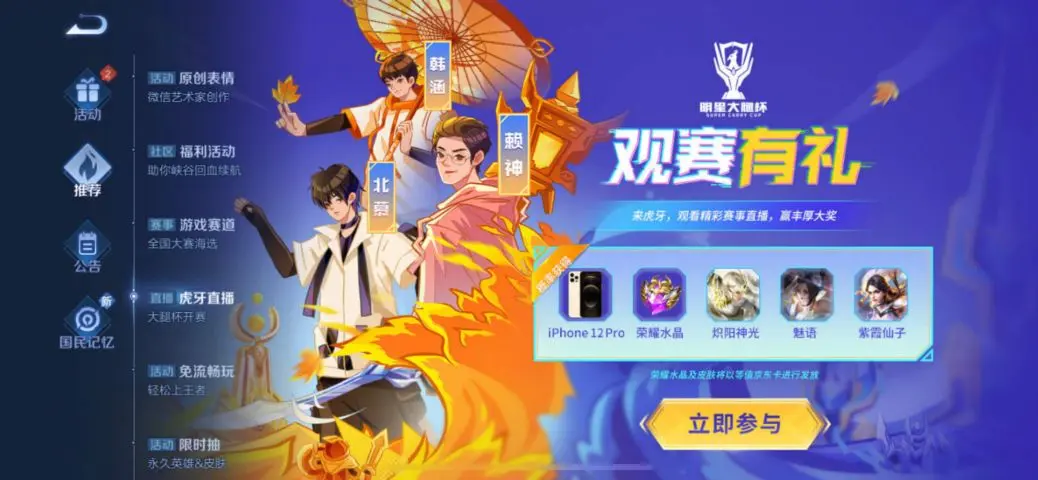 2
活动
推荐
公告
新
国民记忆
活动 原创表情
微信艺术家创作
社区 福利活动
助你峡谷回血续航
赛事 游戏赛道
全国大赛海选
直播 虎牙直播
大腿杯开赛
活动 免流畅玩
轻松上王者
活动 限时抽
永久英雄&皮肤
韩涵
赖神
北慕
明星大腿杯
SUPER CARRY CUP
观赛有礼
来虎牙，观看精彩赛事直播，赢丰厚大奖
iPhone 12 Pro
荣耀水晶
炽阳神光
魅语
紫霞仙子
荣耀水晶及皮肤将以等值京东卡进行发放
立即参与